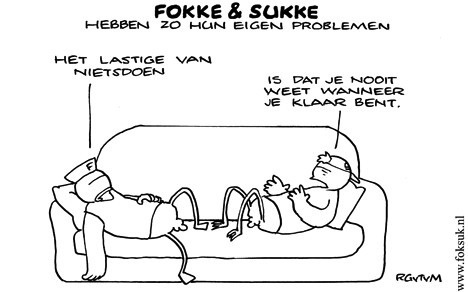 FOKKE & SUKKE
HEBBEN ZO HUN EIGEN PROBLEMEN
HET LASTIGE VAN
NIETSDOEN
IS DAT JE NOOIT
WEET WANNEER
JE KLAAR BENT.
F
RGvTvM
www.foksuk.nl